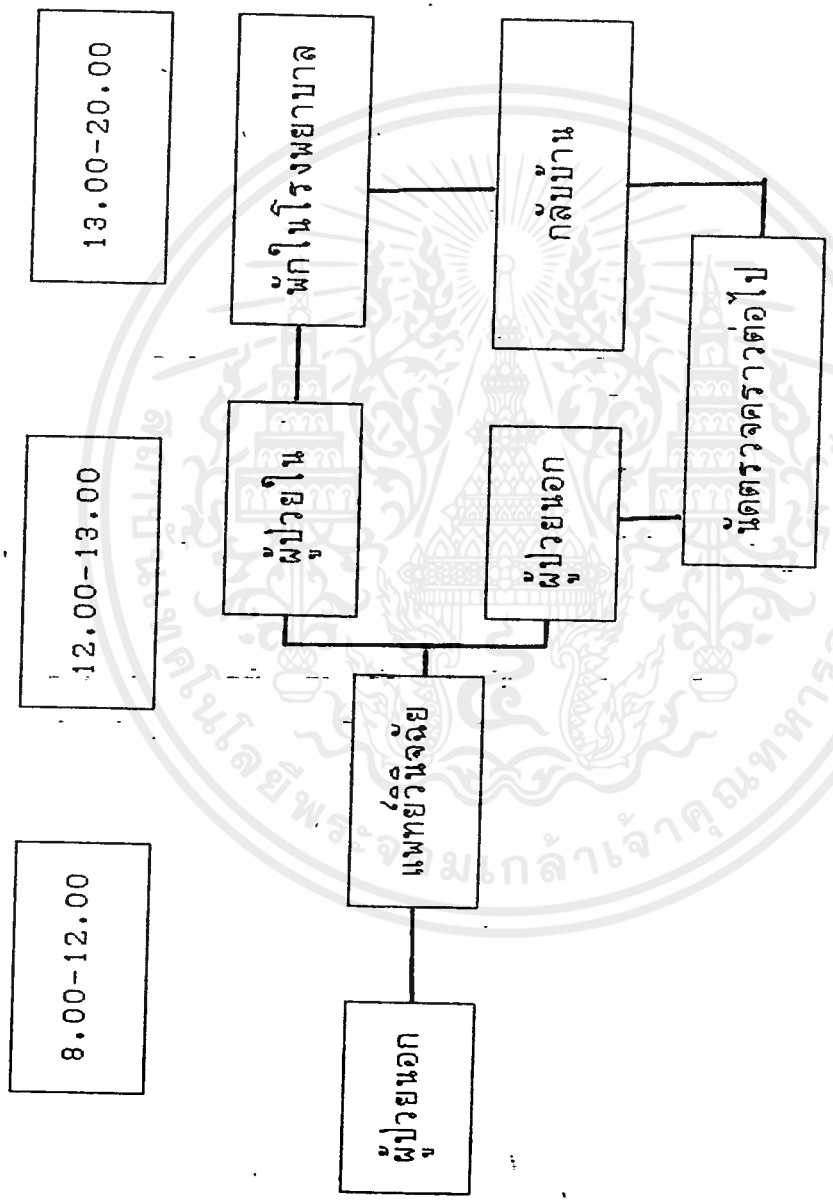 8.00-12.00
12.00-13.00
13.00-20.00
ผู้ป่วยนอก
แพทย์วินิจฉัย
ผู้ป่วยใน
พักในโรงพยาบาล
ผู้ป่วยนอก
กลับบ้าน
นัดตรวจคราวต่อไป